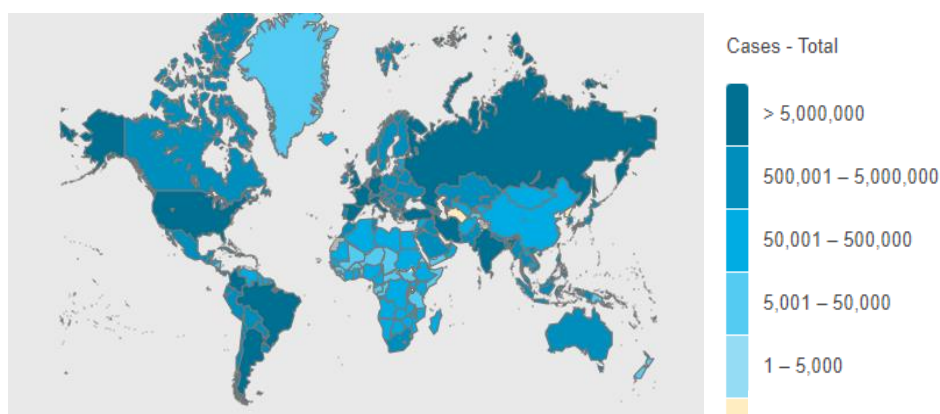 Cases - Total
> 5,000,000
500,001 – 5,000,000
50,001 – 500,000
5,001 – 50,000
1 – 5,000